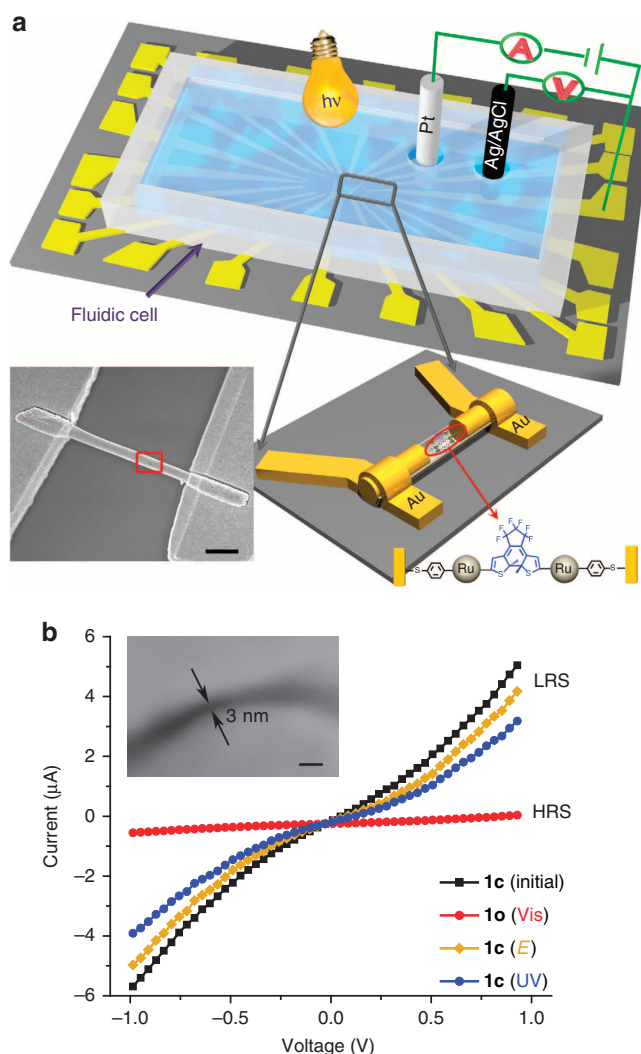 a
hν
Pt
Ag/AgCl
A
V
Fluidic cell
Au
Au
F F
F F
F F
S
Ru
S S
Ru
S
b
6
4
2
0
−2
−4
−6
Current (μA)
3 nm
LRS
HRS
1c (initial)
1o (Vis)
1c (E)
1c (UV)
−1.0 −0.5 0.0 0.5 1.0
Voltage (V)